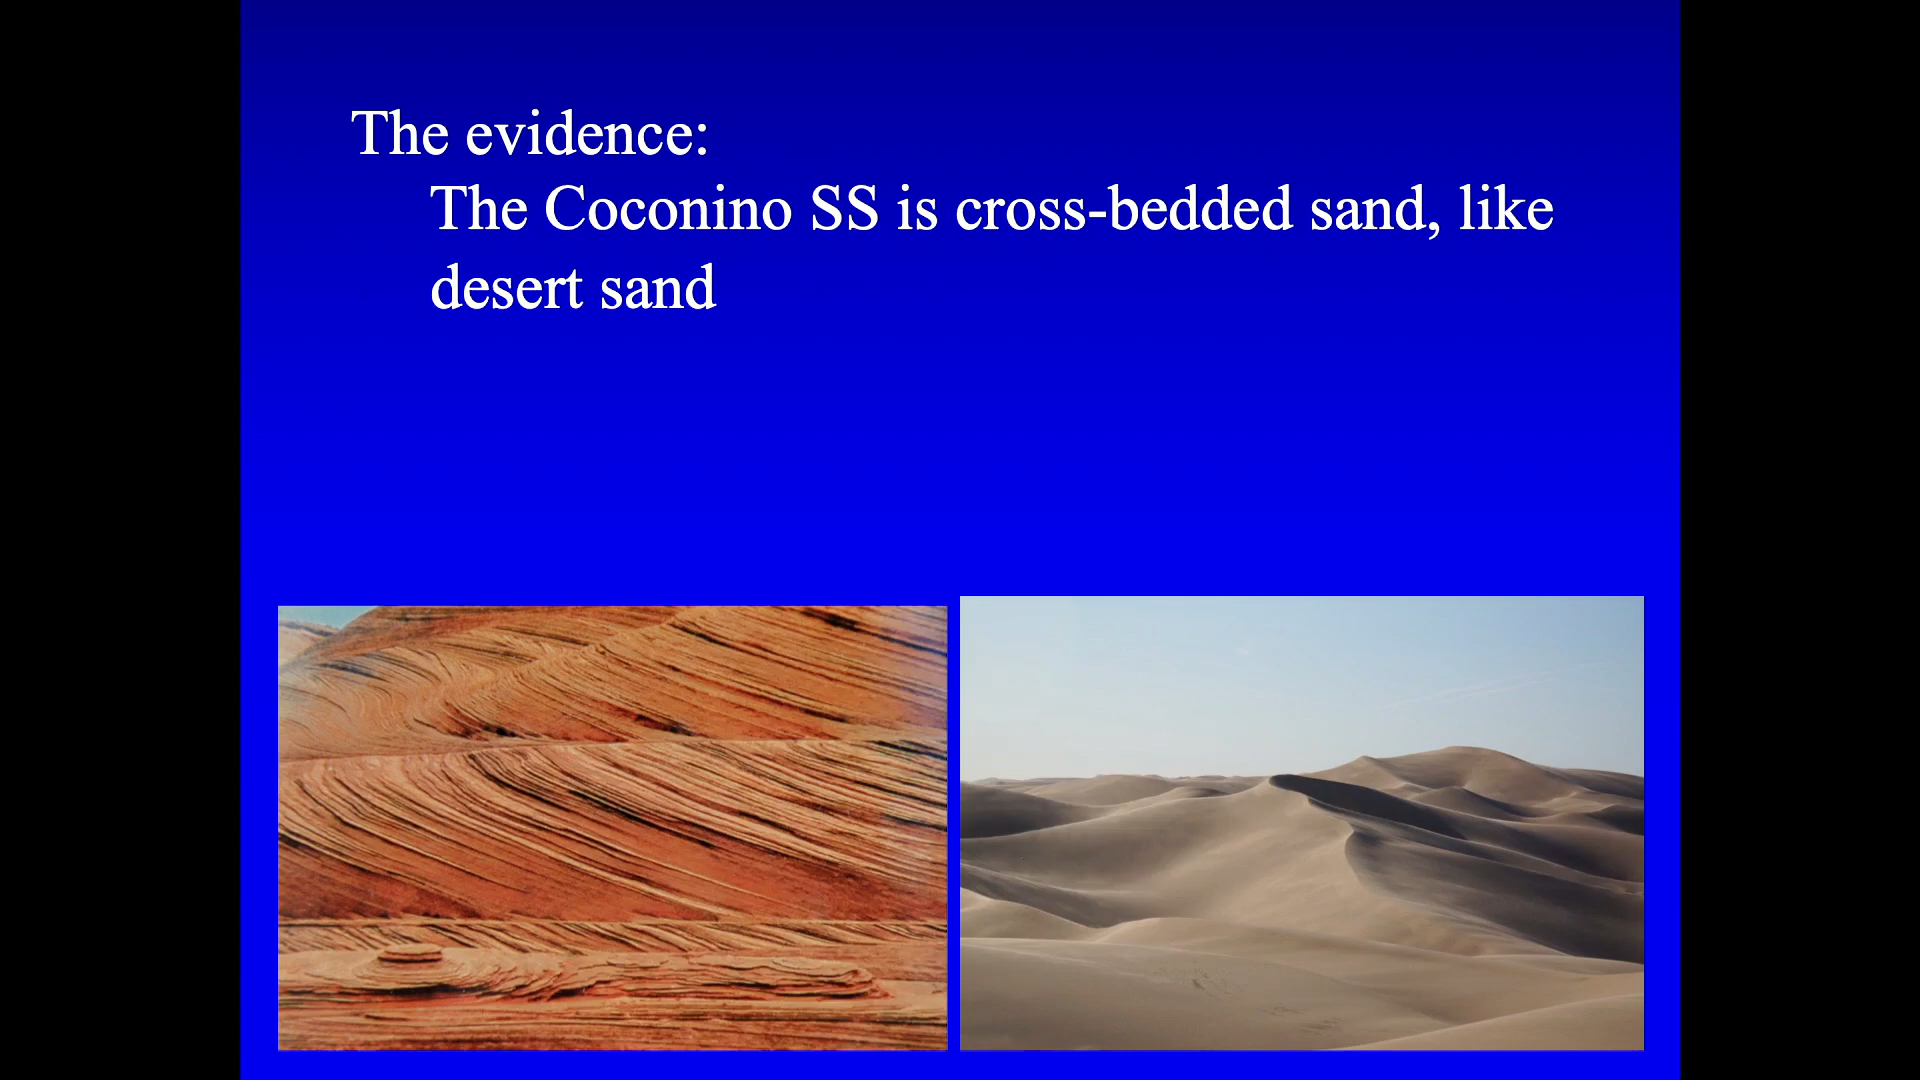 The evidence:
The Coconino SS is cross-bedded sand, like
desert sand